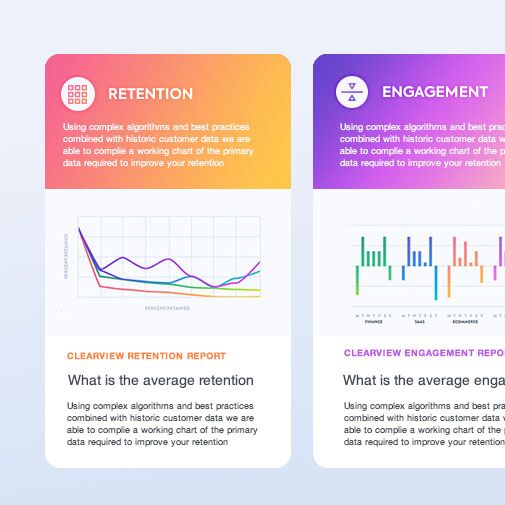 RETENTION
Using complex algorithms and best practices
combined with historic customer data we are
able to complie a working chart of the primary
data required to improve your retention
PERCENT RETAINED
PERCENT RETAINED
CLEARVIEW RETENTION REPORT
What is the average retention
Using complex algorithms and best practices
combined with historic customer data we are
able to complie a working chart of the primary
data required to improve your retention
ENGAGEMENT
Using complex algorithms and best prac
combined with historic customer data w
able to complie a working chart of the p
data required to improve your retention
FINANCE SAAS ECOMMERCE
CLEARVIEW ENGAGEMENT REPO
What is the average enga
Using complex algorithms and best pra
combined with historic customer data w
able to complie a working chart of the
data required to improve your retention